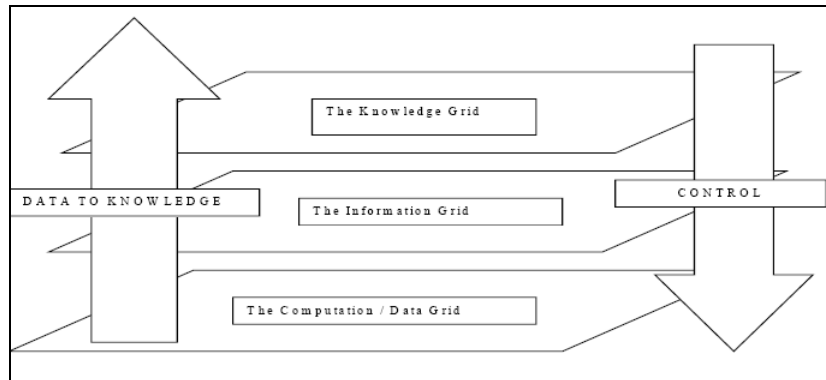 The Knowledge Grid
DATA TO KNOWLEDGE
CONTROL
The Information Grid
The Computation / Data Grid